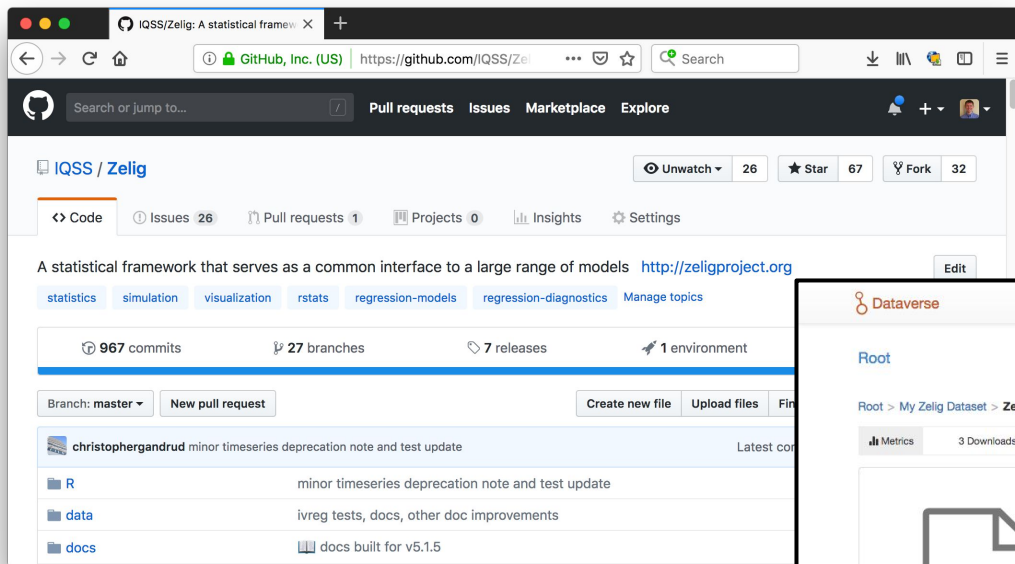 IQSS/Zelig: A statistical framew
GitHub, Inc. (US) https://github.com/IQSS/Zel Search
Search or jump to... / Pull requests Issues Marketplace Explore
IQSS / Zelig Unwatch 26 Star 67 Fork 32
Code Issues 26 Pull requests 1 Projects 0 Insights Settings
A statistical framework that serves as a common interface to a large range of models http://zeligproject.org Edit
statistics simulation visualization rstats regression-models regression-diagnostics Manage topics
967 commits 27 branches 7 releases 1 environment
Branch: master New pull request Create new file Upload files Fin
christophergandrud minor timeseries deprecation note and test update Latest cor
R minor timeseries deprecation note and test update
data ivreg tests, docs, other doc improvements
docs docs built for v5.1.5
Dataverse
Root
Root > My Zelig Dataset > Ze
Metrics 3 Downloads